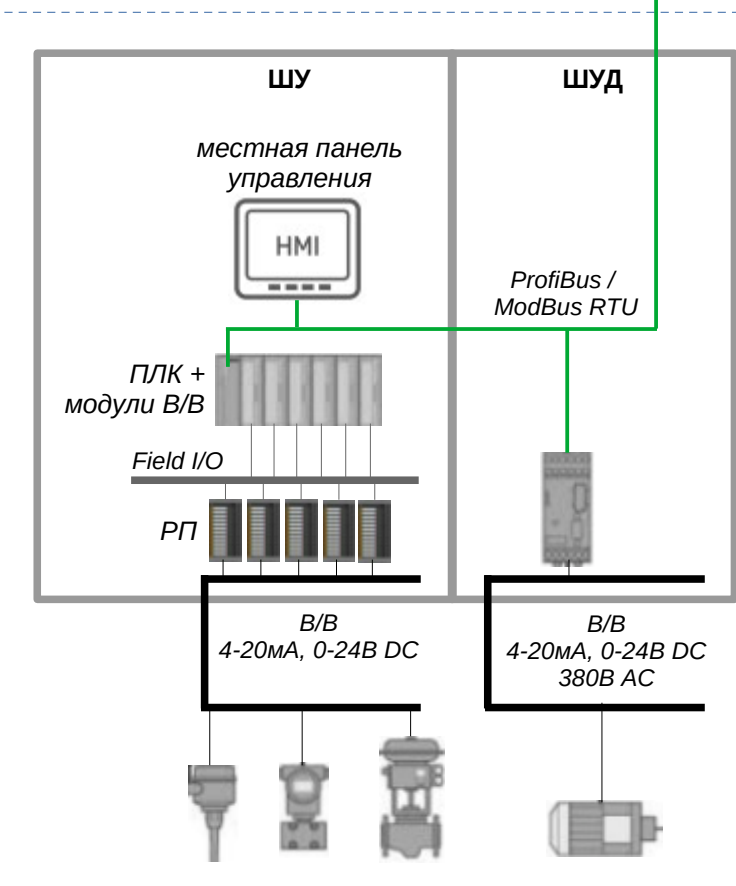 ШУ
ШУД
местная панель
управления
HMI
ProfiBus /
ModBus RTU
ПЛК +
модули В/В
Field I/O
РП
В/В
4-20мА, 0-24В DC
В/В
4-20мА, 0-24В DC
380В AC